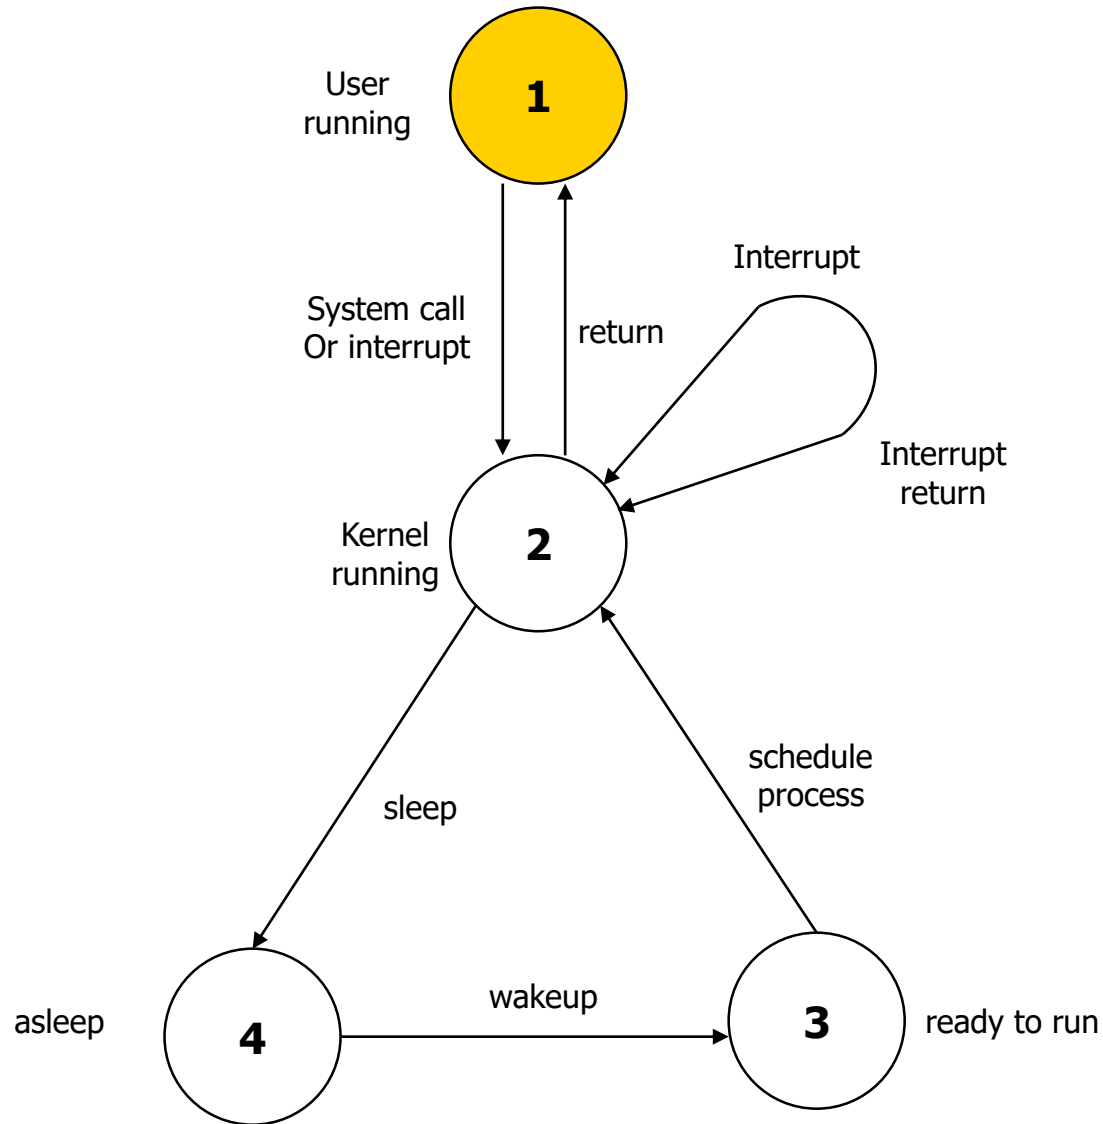 User
running
1
System call
Or interrupt
return
Interrupt
Interrupt
return
Kernel
running
2
sleep
schedule
process
asleep
4
wakeup
3
ready to run